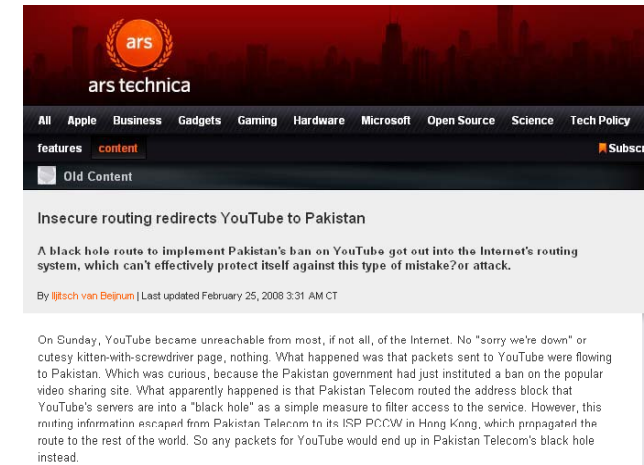 ars
ars technica
All Apple Business Gadgets Gaming Hardware Microsoft Open Source Science Tech Policy
features content Subscr
Old Content
Insecure routing redirects YouTube to Pakistan
A black hole route to implement Pakistan's ban on YouTube got out into the Internet's routing
system, which can't effectively protect itself against this type of mistake?or attack.
By Iljitsch van Beijnum | Last updated February 25, 2008 3:31 AM CT
On Sunday, YouTube became unreachable from most, if not all, of the Internet. No "sorry we're down" or
cutesy kitten-with-screwdriver page, nothing. What happened was that packets sent to YouTube were flowing
to Pakistan. Which was curious, because the Pakistan government had just instituted a ban on the popular
video sharing site. What apparently happened is that Pakistan Telecom routed the address block that
YouTube's servers are into a "black hole" as a simple measure to filter access to the service. However, this
routing information escaped from Pakistan Telecom to its ISP PCCW in Hong Kong, which propagated the
route to the rest of the world. So any packets for YouTube would end up in Pakistan Telecom's black hole
instead.